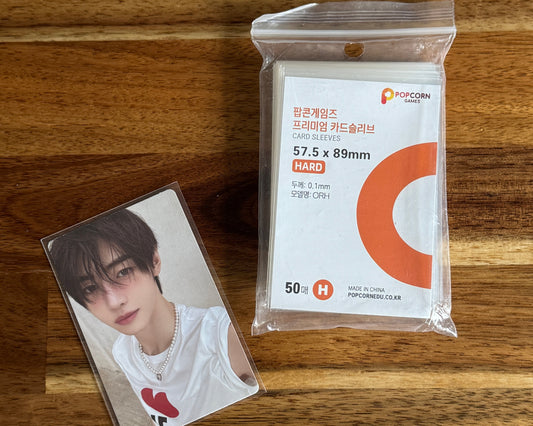 POPCORN
GAMES
팝콘게임즈
프리미엄 카드슬리브
CARD SLEEVES
57.5 x 89mm
HARD
두께: 0.1mm
모델명: ORH
50매 H
MADE IN CHINA
POPCORNEDU.CO.KR